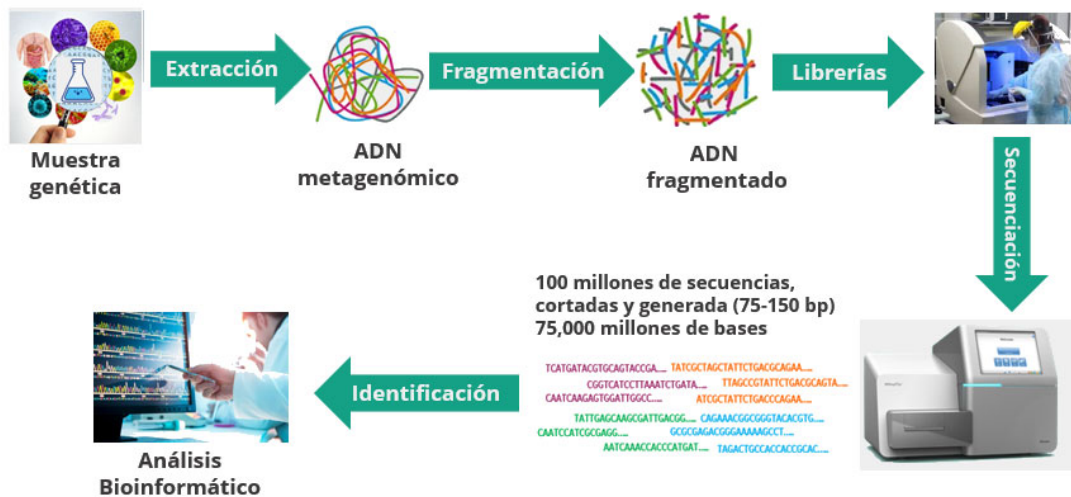 Extracción
Fragmentación
Librerías
Muestra
genética
ADN
metagenómico
ADN
fragmentado
Secuenciación
100 millones de secuencias,
cortadas y generada (75-150 bp)
75,000 millones de bases
TCATGATACGTGCAGTACCGA..... TATCGCTAGCTATTCTGACGCAGAA.....
CGGTCATCCTTAAATCTGATA..... TTAGCCGTATTCTGACGCAGTA.....
CAATCAAGAGTGGATTGGCC..... ATCGCTATTCTGACCCAGAA.....
TATTGAGCAAGCGATTGACGG..... CAGAAACGGCGGGTACACGTG.....
CAATCCATCGCGAGG..... GCGCGAGACGGGAAAAAGCCT.....
AATCAAACCACCCATGAT..... TAGACTGCCACCACCGCAC.....
Identificación
Análisis
Bioinformático